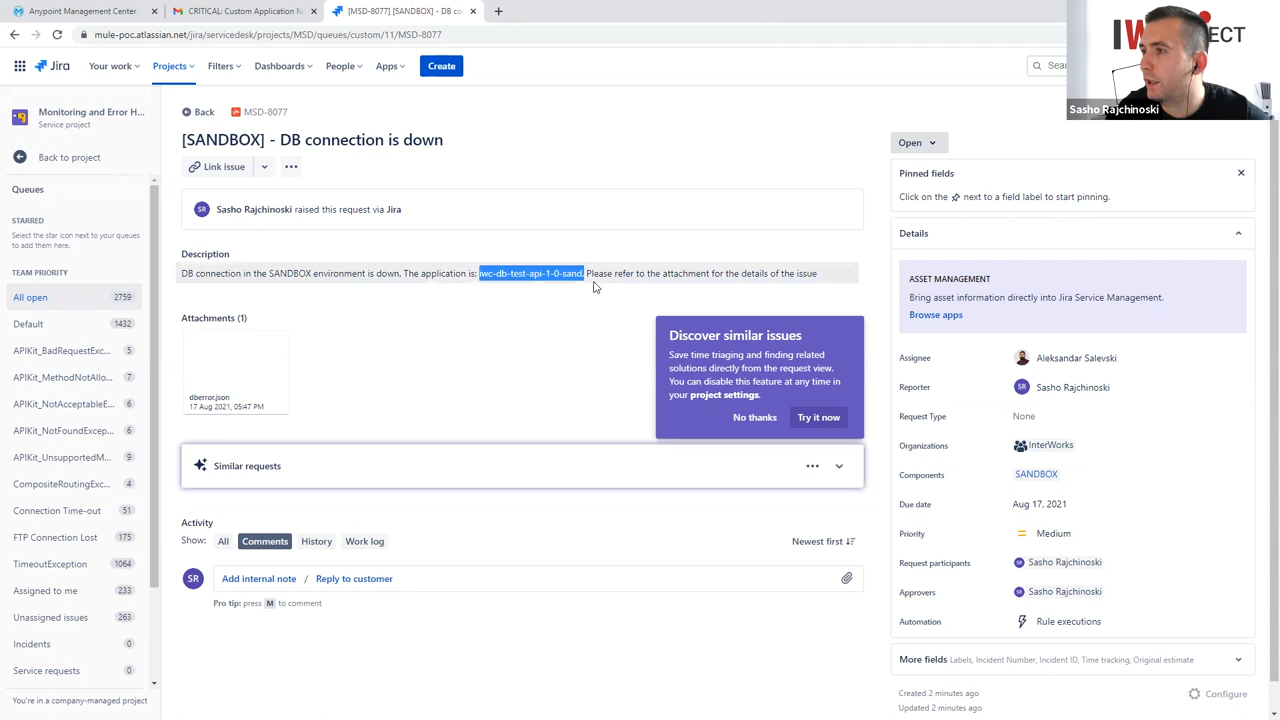 Anypoint Management Center
CRITICAL: Custom Application N
[MSD-8077] [SANDBOX] - DB co
mule-poc.atlassian.net/jira/servicedesk/projects/MSD/queues/custom/11/MSD-8077
Jira
Your work
Projects
Filters
Dashboards
People
Apps
Create
Sea
IW
ECT
Sasho Rajchinoski
Monitoring and Error H...
Service project
Back to project
Queues
STARRED
Select the star icon next to your queues
to add them here.
TEAM PRIORITY
All open 2759
Default 1432
APIKit_BadRequestExc... 5
APIKit_MethodNotAllo... 7
APIKit_NotAcceptableE... 6
APIKit_NotFoundExcep... 6
APIKit_UnsupportedM... 9
CompositeRoutingExc... 4
Connection Time-out 51
FTP Connection Lost 175
TimeoutException 1064
Assigned to me 233
Unassigned issues 263
Incidents 0
Service requests 0
You're in a company-managed project
Back
MSD-8077
[SANDBOX] - DB connection is down
Link issue
SR Sasho Rajchinoski raised this request via Jira
Description
DB connection in the SANDBOX environment is down. The application is: iwc-db-test-api-1-0-sand. Please refer to the attachment for the details of the issue
Attachments (1)
dberror.json
17 Aug 2021, 05:47 PM
Discover similar issues
Save time triaging and finding related
solutions directly from the request view.
You can disable this feature at any time in
your project settings.
No thanks
Try it now
Similar requests
Activity
Show: All Comments History Work log
Newest first
SR Add internal note / Reply to customer
Pro tip: press M to comment
Open
Pinned fields
Click on the next to a field label to start pinning.
Details
ASSET MANAGEMENT
Bring asset information directly into Jira Service Management.
Browse apps
Assignee Aleksandar Salevski
Reporter SR Sasho Rajchinoski
Request Type None
Organizations InterWorks
Components SANDBOX
Due date Aug 17, 2021
Priority Medium
Request participants SR Sasho Rajchinoski
Approvers SR Sasho Rajchinoski
Automation Rule executions
More fields Labels, Incident Number, Incident ID, Time tracking, Original estimate
Created 2 minutes ago
Updated 2 minutes ago
Configure